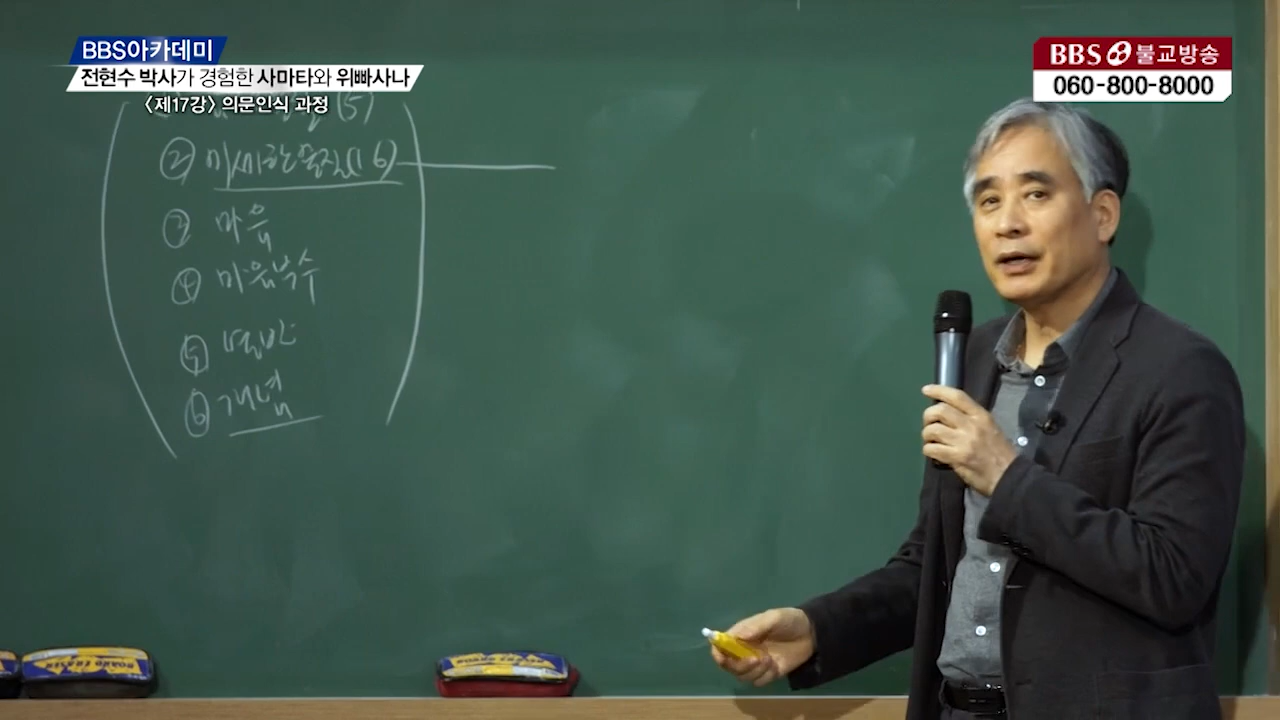 BBS아카데미
전현수 박사가 경험한 사마타와 위빠사나
<제17강> 의문인식 과정
BBS 불교방송
060-800-8000
(5)
② 미세한 물질(16)
③ 마음
④ 마음부수
⑤ 열반
⑥ 개념
BOARD ERASER